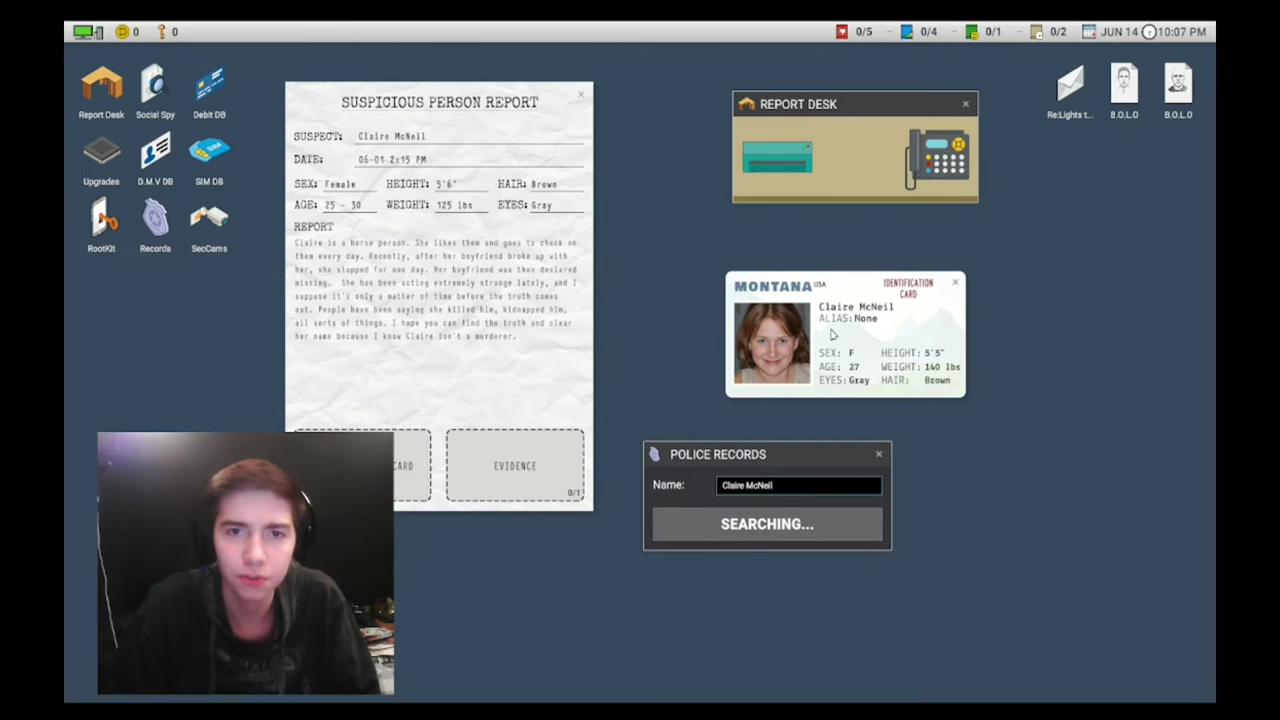 0 0 0/5 - 0/4 - 0/1 - 0/2 JUN 14 10:07 PM
Report Desk Social Spy Debit DB
Upgrades D.M.V DB SIM DB
RootKit Records SecCams
SUSPICIOUS PERSON REPORT ×
SUSPECT: Claire McNeil
DATE: 06-01 2:15 PM
SEX: Female HEIGHT: 5'6" HAIR: Brown
AGE: 25 - 30 WEIGHT: 125 lbs EYES: Gray
REPORT
Claire is a horse person. She likes them and goes to check on
them every day. Recently, after her boyfriend broke up with
her, she stopped for one day. Her boyfriend was then declared
missing. She has been acting extremely strange lately, and I
suppose it's only a matter of time before the truth comes
out. People have been saying she killed him, kidnapped him,
all sorts of things. I hope you can find the truth and clear
her name because I know Claire isn't a murderer.
CARD
EVIDENCE
0/1
REPORT DESK ×
MONTANA USA IDENTIFICATION ×
CARD
Claire McNeil
ALIAS: None
SEX: F HEIGHT: 5'5"
AGE: 27 WEIGHT: 140 lbs
EYES: Gray HAIR: Brown
POLICE RECORDS ×
Name: Claire McNeil
SEARCHING...
Re:Lights t... B.O.L.O B.O.L.O